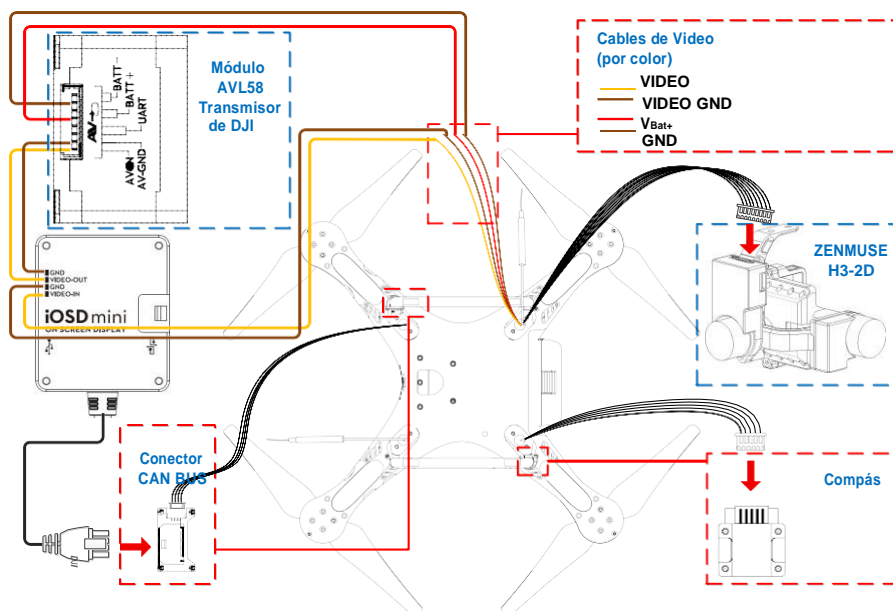 Módulo
AVL58
Transmisor
de DJI
BATT-
BATT+
UART
AV-GND
Cables de Video
(por color)
VIDEO
VIDEO GND
VBat+
GND
ZENMUSE
H3-2D
GND
VIDEO-OUT
GND
VIDEO-IN
iOSD mini
ON SCREEN DISPLAY
Conector
CAN BUS
Compás